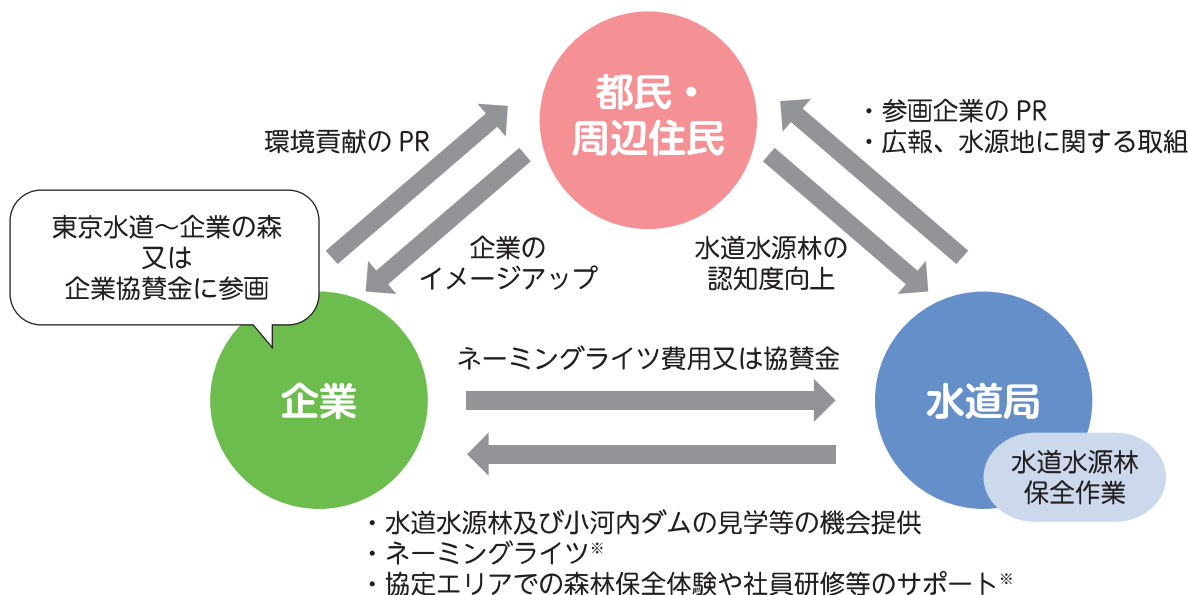 都民・
周辺住民
環境貢献のPR
・参画企業のPR
・広報、水源地に関する取組
東京水道～企業の森
又は
企業協賛金に参画
企業の
イメージアップ
水道水源林の
認知度向上
ネーミングライツ費用又は協賛金
企業
水道局
水道水源林
保全作業
・水道水源林及び小河内ダムの見学等の機会提供
・ネーミングライツ※
・協定エリアでの森林保全体験や社員研修等のサポート※